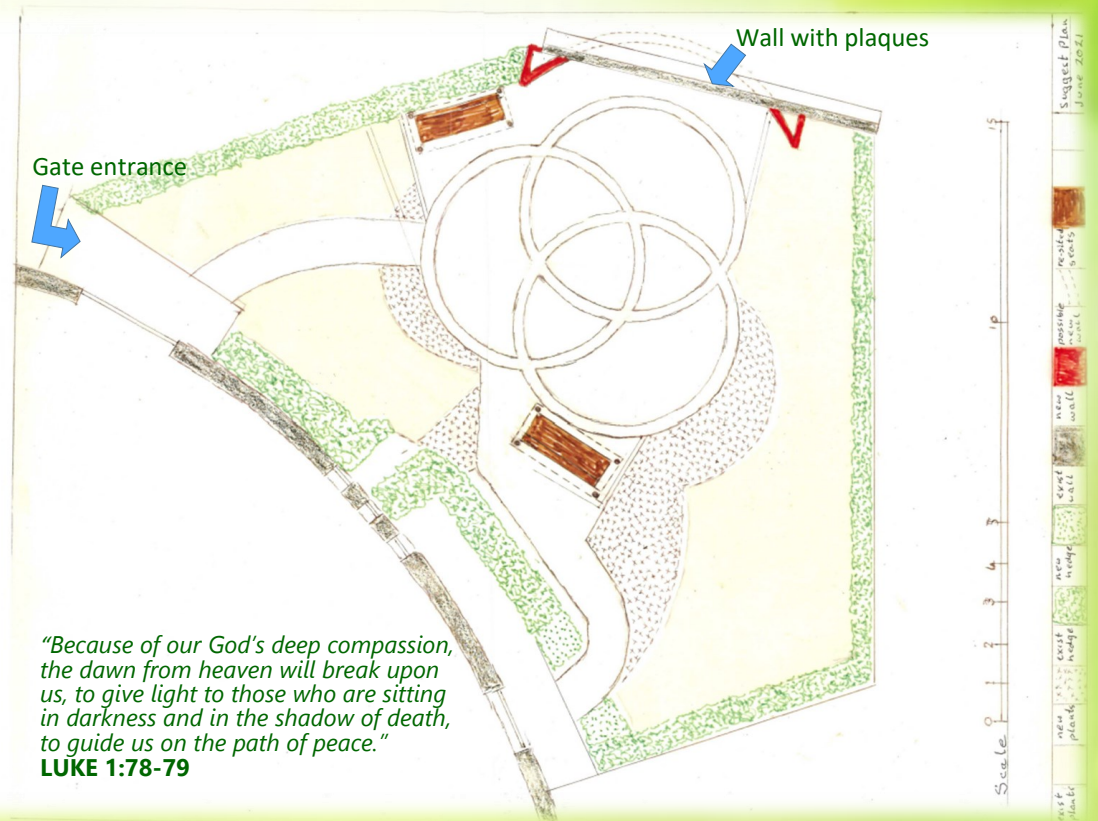 Wall with plaques
Gate entrance
“Because of our God’s deep compassion,
the dawn from heaven will break upon
us, to give light to those who are sitting
in darkness and in the shadow of death,
to guide us on the path of peace.”
LUKE 1:78-79
Suggest Plan
June 2021
re-sited
seats
possible
new
wall
new
wall
exist
wall
new
hedge
exist
hedge
new
plants
exist
plants
15
10
5
4
3
2
1
0
Scale